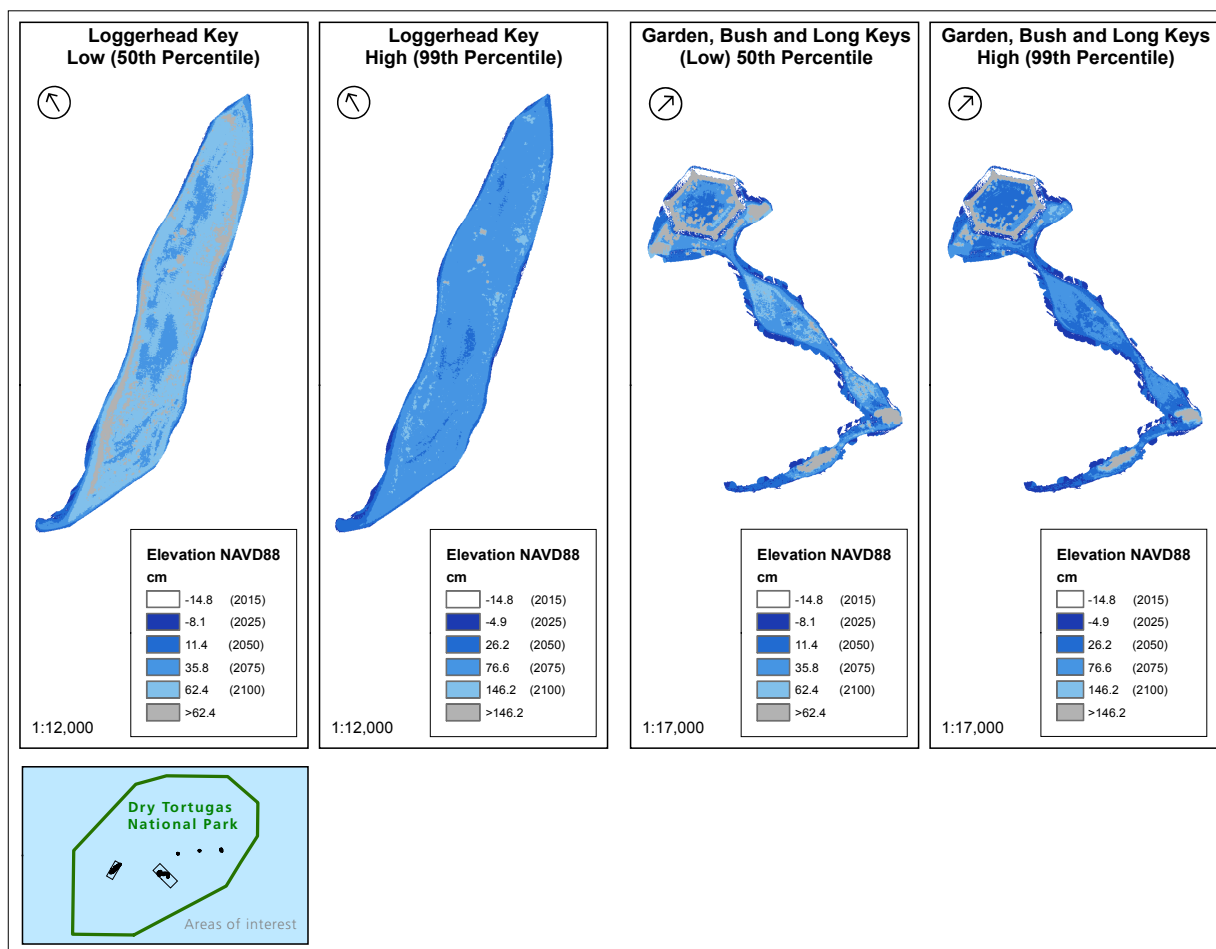 Loggerhead Key
Low (50th Percentile)
Elevation NAVD88
cm
-14.8 (2015)
-8.1 (2025)
11.4 (2050)
35.8 (2075)
62.4 (2100)
>62.4
1:12,000
Loggerhead Key
High (99th Percentile)
Elevation NAVD88
cm
-14.8 (2015)
-4.9 (2025)
26.2 (2050)
76.6 (2075)
146.2 (2100)
>146.2
1:12,000
Garden, Bush and Long Keys
(Low) 50th Percentile
Elevation NAVD88
cm
-14.8 (2015)
-8.1 (2025)
11.4 (2050)
35.8 (2075)
62.4 (2100)
>62.4
1:17,000
Garden, Bush and Long Keys
High (99th Percentile)
Elevation NAVD88
cm
-14.8 (2015)
-4.9 (2025)
26.2 (2050)
76.6 (2075)
146.2 (2100)
>146.2
1:17,000
Dry Tortugas
National Park
Areas of interest